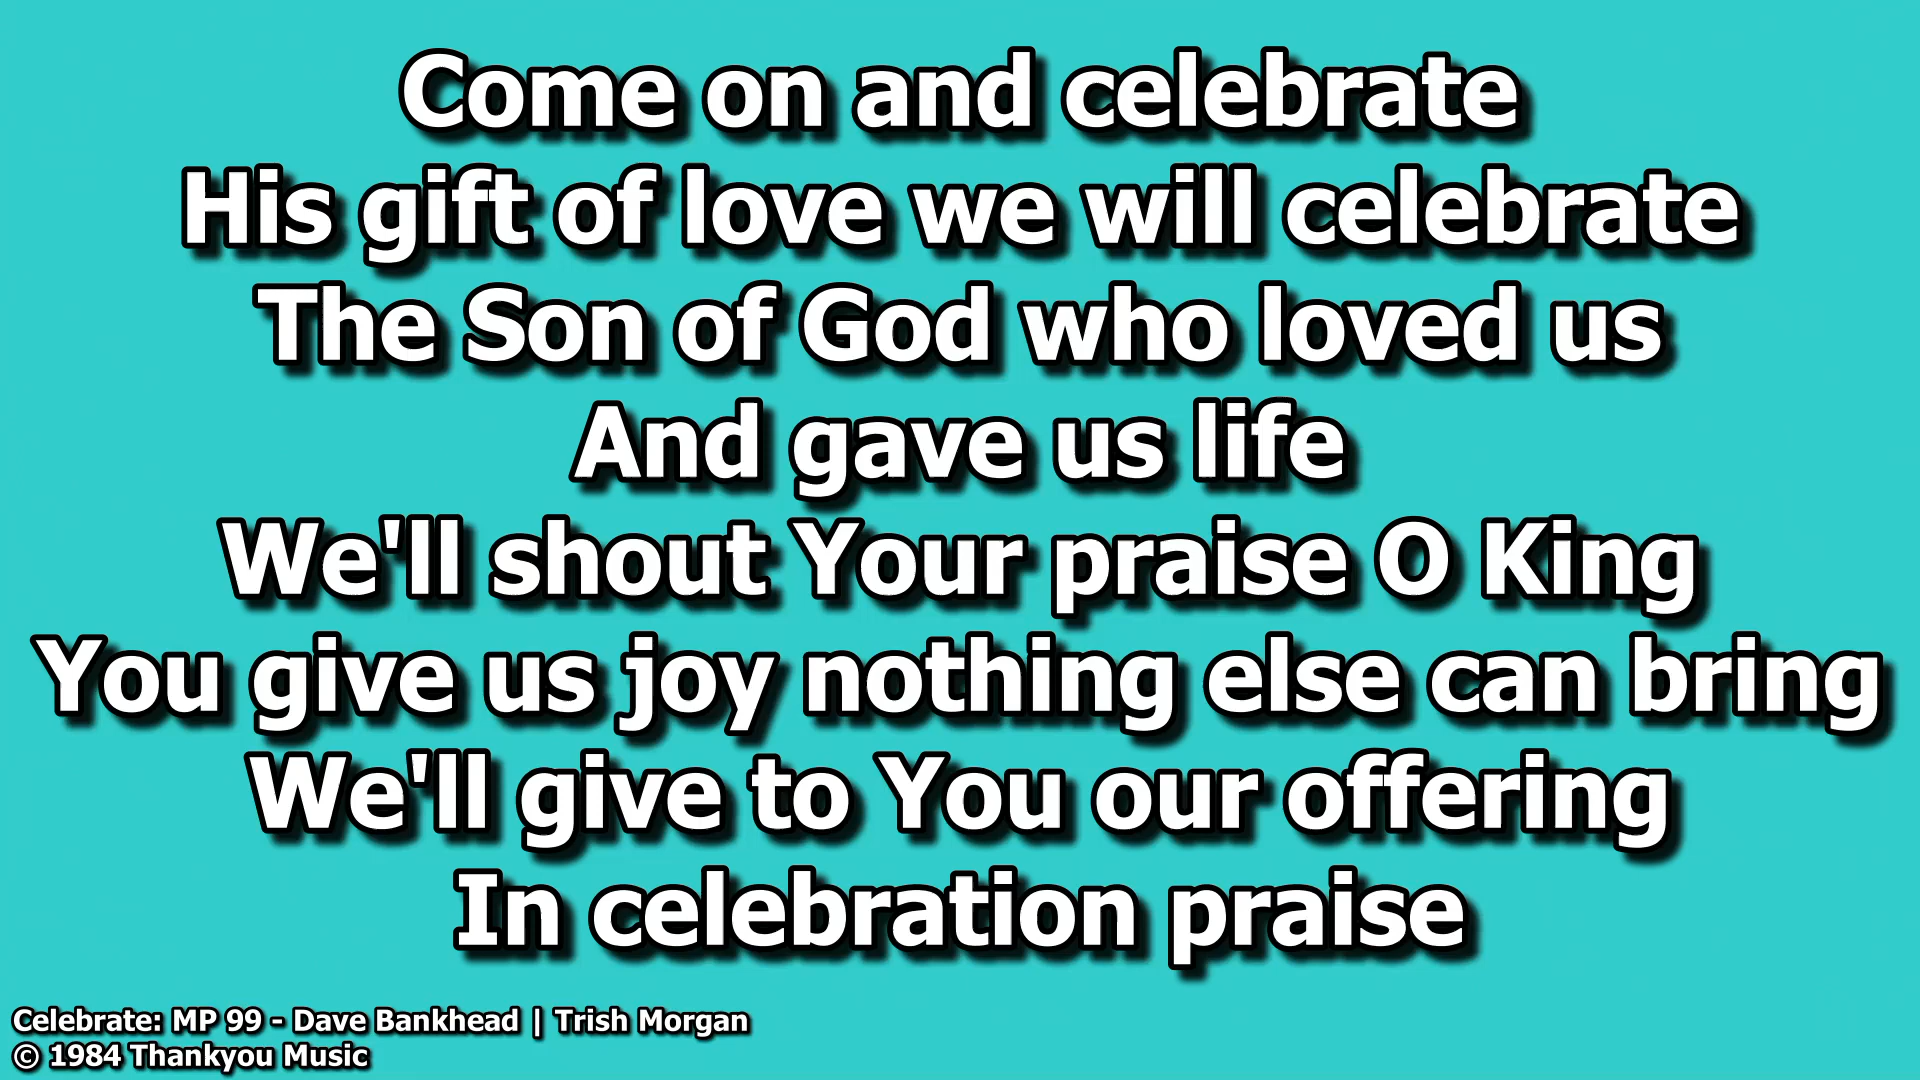 Come on and celebrate
His gift of love we will celebrate
The Son of God who loved us
And gave us life
We'll shout Your praise O King
You give us joy nothing else can bring
We'll give to You our offering
In celebration praise
Celebrate: MP 99 - Dave Bankhead | Trish Morgan
© 1984 Thankyou Music